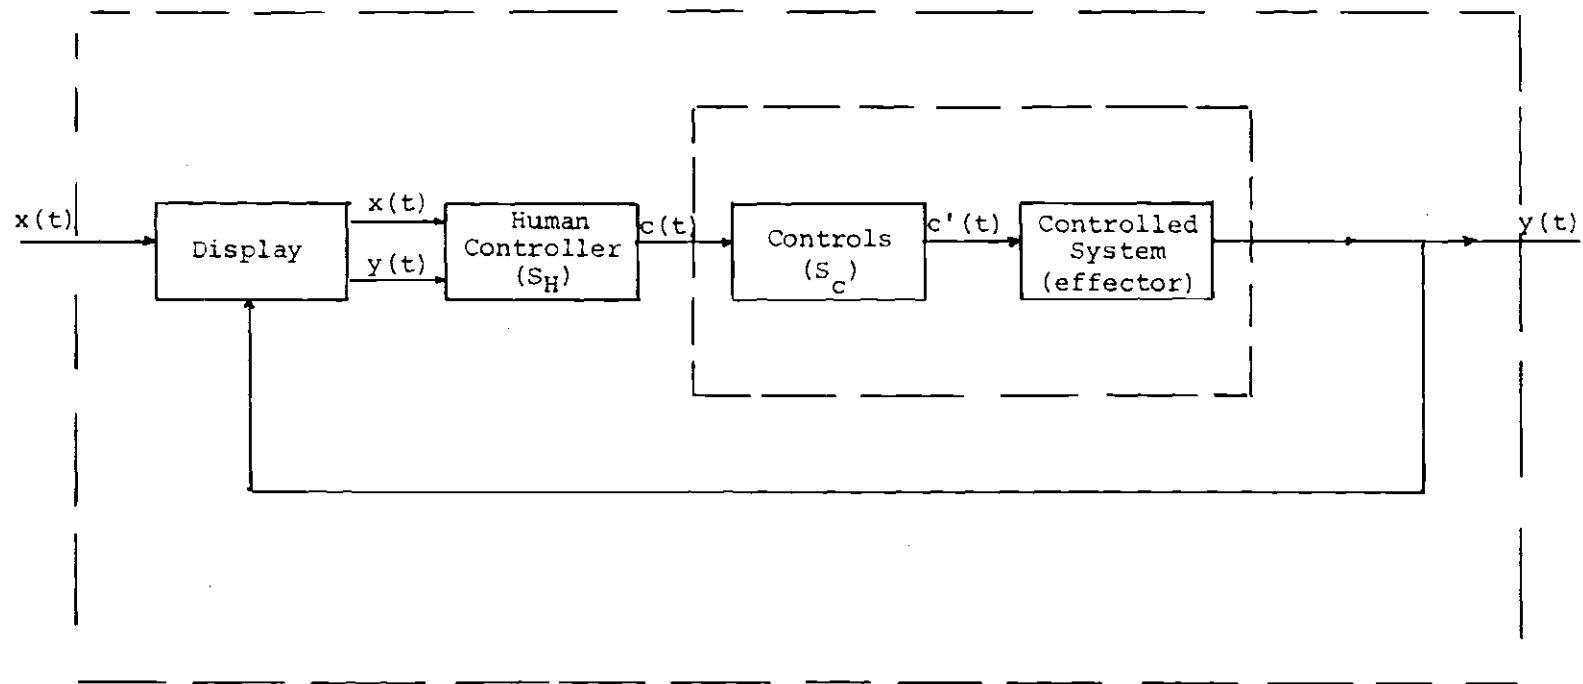 x(t)
Display
x(t)
y(t)
Human
Controller
(S_H)
c(t)
Controls
(S_c)
c'(t)
Controlled
System
(effector)
y(t)